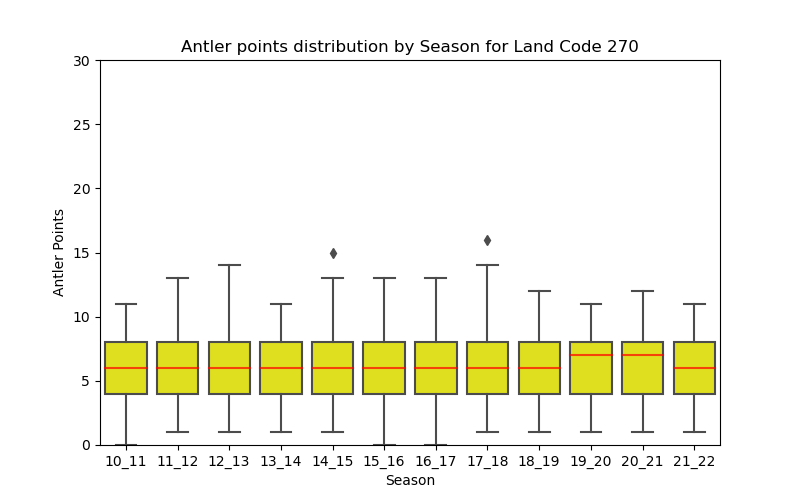 Antler points distribution by Season for Land Code 270
30
25
20
15
10
5
0
Antler Points
10_11 11_12 12_13 13_14 14_15 15_16 16_17 17_18 18_19 19_20 20_21 21_22
Season